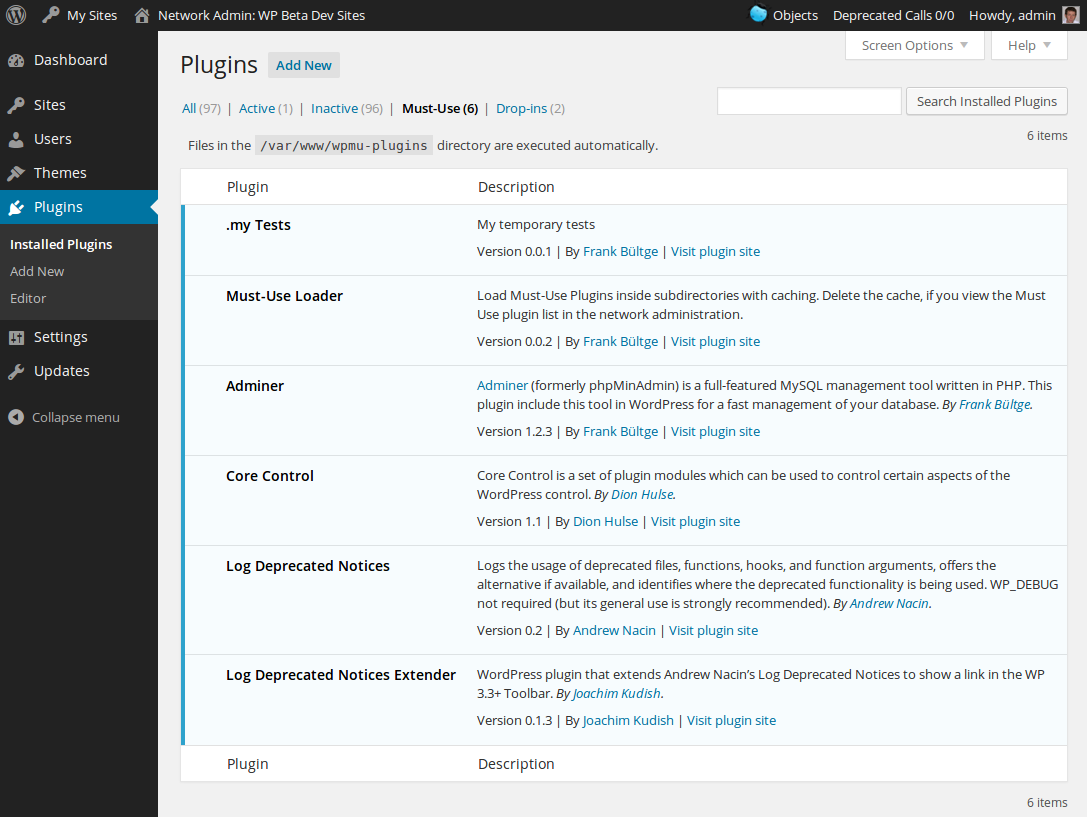 My Sites Network Admin: WP Beta Dev Sites Objects Deprecated Calls 0/0 Howdy, admin
Screen Options Help
Dashboard
Sites
Users
Themes
Plugins
Installed Plugins
Add New
Editor
Settings
Updates
Collapse menu
Plugins Add New
All (97) | Active (1) | Inactive (96) | Must-Use (6) | Drop-ins (2)
Search Installed Plugins
6 items
Files in the /var/www/wpmu-plugins directory are executed automatically.
Plugin Description
.my Tests
My temporary tests
Version 0.0.1 | By Frank Bültge | Visit plugin site
Must-Use Loader
Load Must-Use Plugins inside subdirectories with caching. Delete the cache, if you view the Must
Use plugin list in the network administration.
Version 0.0.2 | By Frank Bültge | Visit plugin site
Adminer
Adminer (formerly phpMinAdmin) is a full-featured MySQL management tool written in PHP. This
plugin include this tool in WordPress for a fast management of your database. By Frank Bültge.
Version 1.2.3 | By Frank Bültge | Visit plugin site
Core Control
Core Control is a set of plugin modules which can be used to control certain aspects of the
WordPress control. By Dion Hulse.
Version 1.1 | By Dion Hulse | Visit plugin site
Log Deprecated Notices
Logs the usage of deprecated files, functions, hooks, and function arguments, offers the
alternative if available, and identifies where the deprecated functionality is being used. WP_DEBUG
not required (but its general use is strongly recommended). By Andrew Nacin.
Version 0.2 | By Andrew Nacin | Visit plugin site
Log Deprecated Notices Extender
WordPress plugin that extends Andrew Nacin’s Log Deprecated Notices to show a link in the WP
3.3+ Toolbar. By Joachim Kudish.
Version 0.1.3 | By Joachim Kudish | Visit plugin site
Plugin Description
6 items